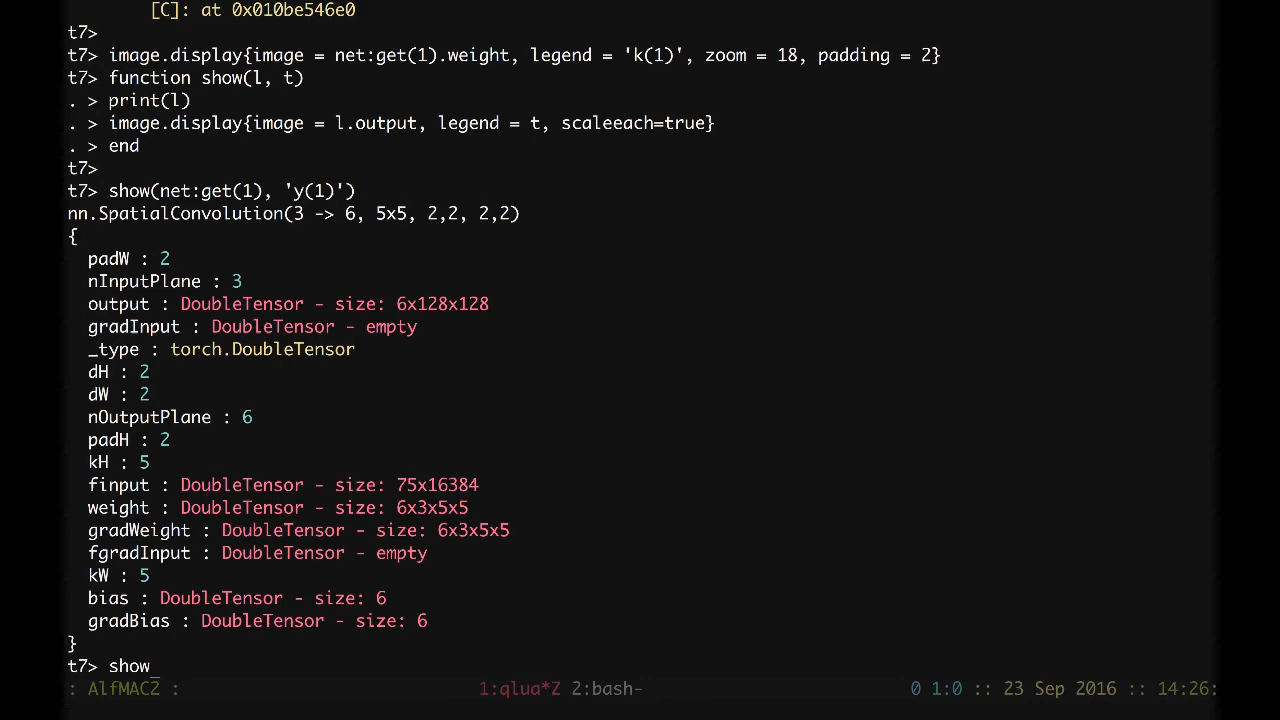 [C]: at 0x010be546e0
t7>
t7> image.display{image = net:get(1).weight, legend = 'k(1)', zoom = 18, padding = 2}
t7> function show(l, t)
. > print(l)
. > image.display{image = l.output, legend = t, scaleeach=true}
. > end
t7>
t7> show(net:get(1), 'y(1)')
nn.SpatialConvolution(3 -> 6, 5x5, 2,2, 2,2)
{
  padW : 2
  nInputPlane : 3
  output : DoubleTensor - size: 6x128x128
  gradInput : DoubleTensor - empty
  _type : torch.DoubleTensor
  dH : 2
  dW : 2
  nOutputPlane : 6
  padH : 2
  kH : 5
  finput : DoubleTensor - size: 75x16384
  weight : DoubleTensor - size: 6x3x5x5
  gradWeight : DoubleTensor - size: 6x3x5x5
  fgradInput : DoubleTensor - empty
  kW : 5
  bias : DoubleTensor - size: 6
  gradBias : DoubleTensor - size: 6
}
t7> show_
: AlfMAC2 : 1:qlua*Z 2:bash- 0 1:0 :: 23 Sep 2016 :: 14:26: